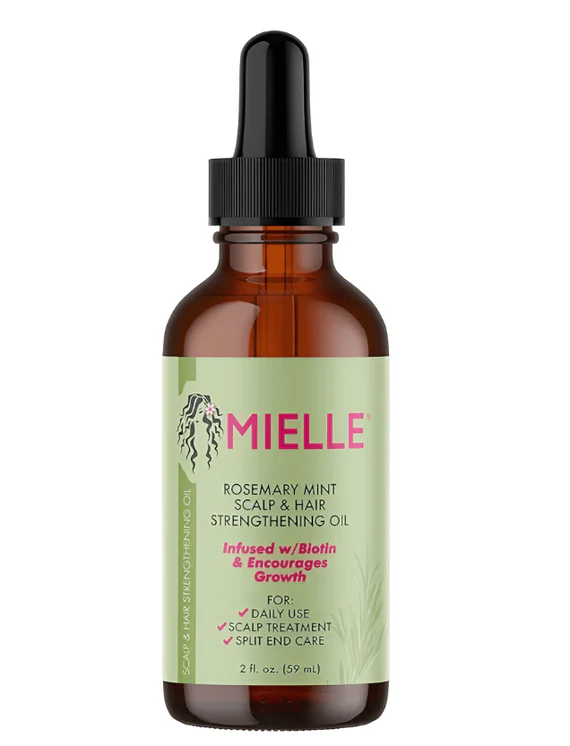 MIELLE
ROSEMARY MINT
SCALP & HAIR
STRENGTHENING OIL
Infused w/Biotin
& Encourages
Growth
FOR:
✓DAILY USE
✓SCALP TREATMENT
✓SPLIT END CARE
2 fl. oz. (59 mL)
SCALP & HAIR STRENGTHENING OIL